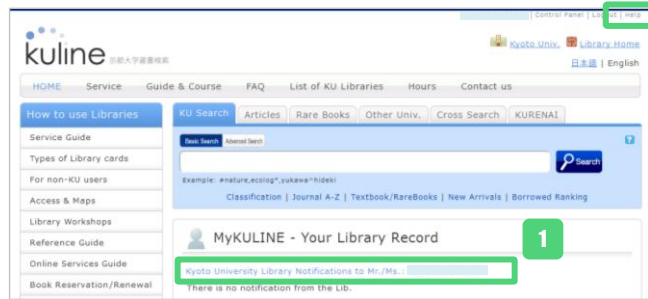 | Control Panel | Logout | Help
kuline 京都大学蔵書検索
Kyoto Univ. Library Home
日本語 | English
HOME Service Guide & Course FAQ List of KU Libraries Hours Contact us
How to use Libraries
KU Search Articles Rare Books Other Univ. Cross Search KURENAI
Service Guide
Basic Search Advanced Search
Types of Library cards
Search
For non-KU users
Example: #nature,ecolog*,yukawa^hideki
Access & Maps
Classification | Journal A-Z | Textbook/RareBooks | New Arrivals | Borrowed Ranking
Library Workshops
Reference Guide
MyKULINE - Your Library Record
1
Online Services Guide
Kyoto University Library Notifications to Mr./Ms.:
Book Reservation/Renewal
There is no notification from the Lib.